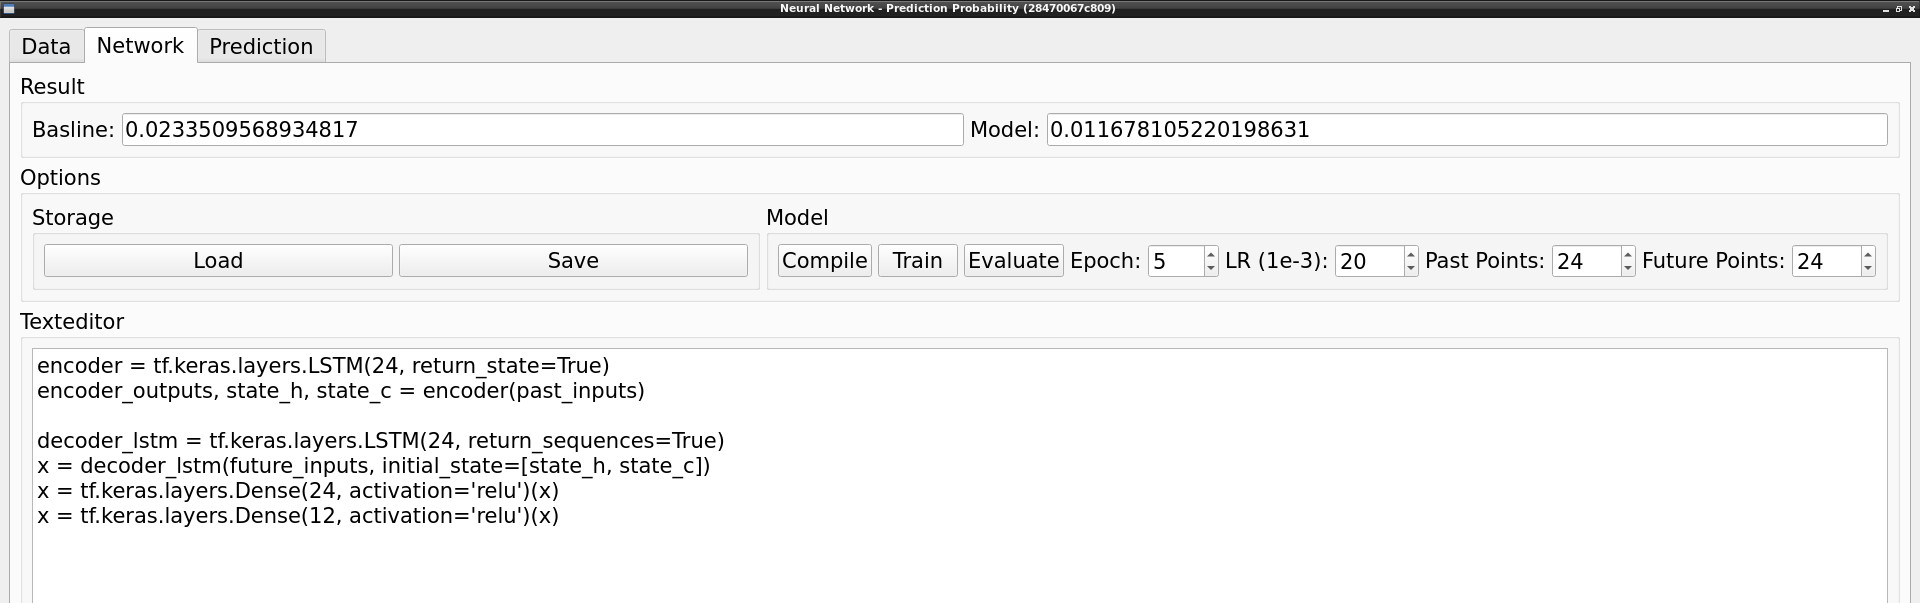 Neural Network - Prediction Probability (28470067c809)
Data Network Prediction
Result
Basline: 0.0233509568934817 Model: 0.011678105220198631
Options
Storage Model
Load Save Compile Train Evaluate Epoch: 5 LR (1e-3): 20 Past Points: 24 Future Points: 24
Texteditor
encoder = tf.keras.layers.LSTM(24, return_state=True)
encoder_outputs, state_h, state_c = encoder(past_inputs)
decoder_lstm = tf.keras.layers.LSTM(24, return_sequences=True)
x = decoder_lstm(future_inputs, initial_state=[state_h, state_c])
x = tf.keras.layers.Dense(24, activation='relu')(x)
x = tf.keras.layers.Dense(12, activation='relu')(x)